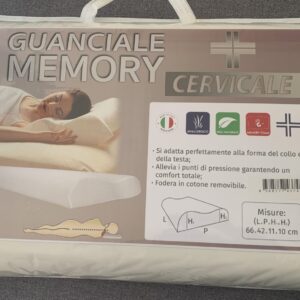 GUANCIALE
MEMORY
CERVICALE
• Si adatta perfettamente alla forma del collo e
della testa;
• Allevia i punti di pressione garantendo un
comfort totale;
• Fodera in cotone removibile.
L
H
H
P
Misure:
(L.P.H..H.)
66.42.11.10 cm